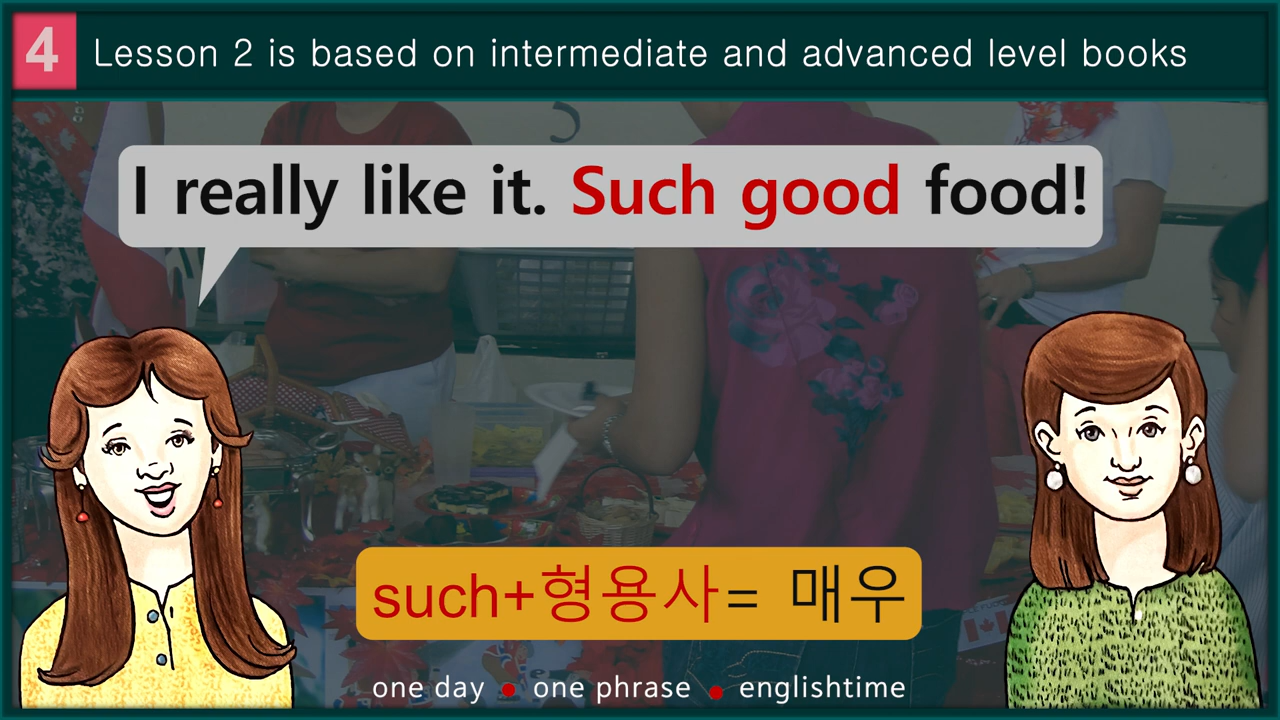 4 Lesson 2 is based on intermediate and advanced level books
I really like it. Such good food!
such+형용사= 매우
one day • one phrase • englishtime